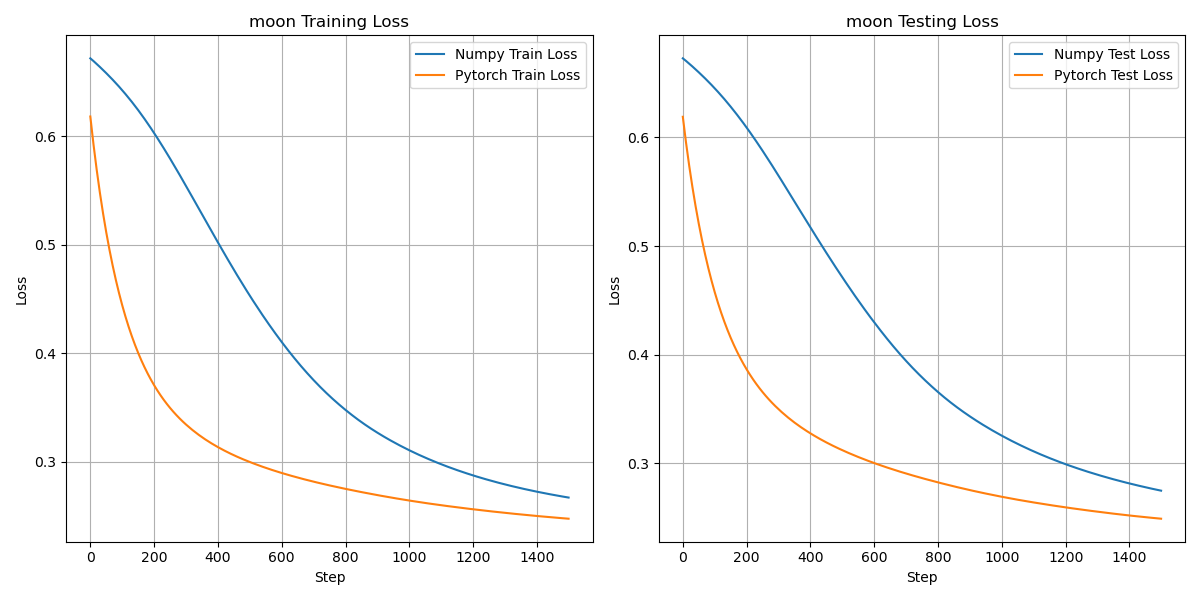 moon Training Loss
Numpy Train Loss
Pytorch Train Loss
0.6
0.5
0.4
0.3
Loss
0 200 400 600 800 1000 1200 1400
Step
moon Testing Loss
Numpy Test Loss
Pytorch Test Loss
0.6
0.5
0.4
0.3
Loss
0 200 400 600 800 1000 1200 1400
Step